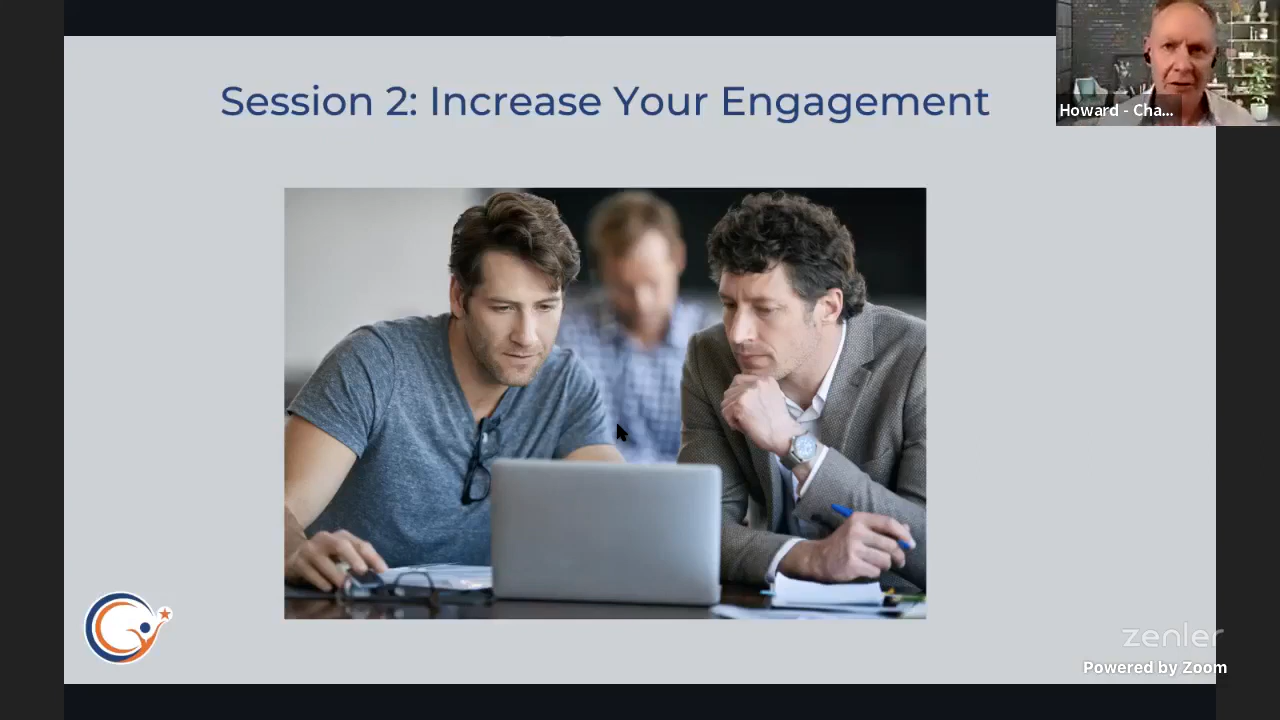 Session 2: Increase Your Engagement
Howard - Cha...
zenler
Powered by Zoom